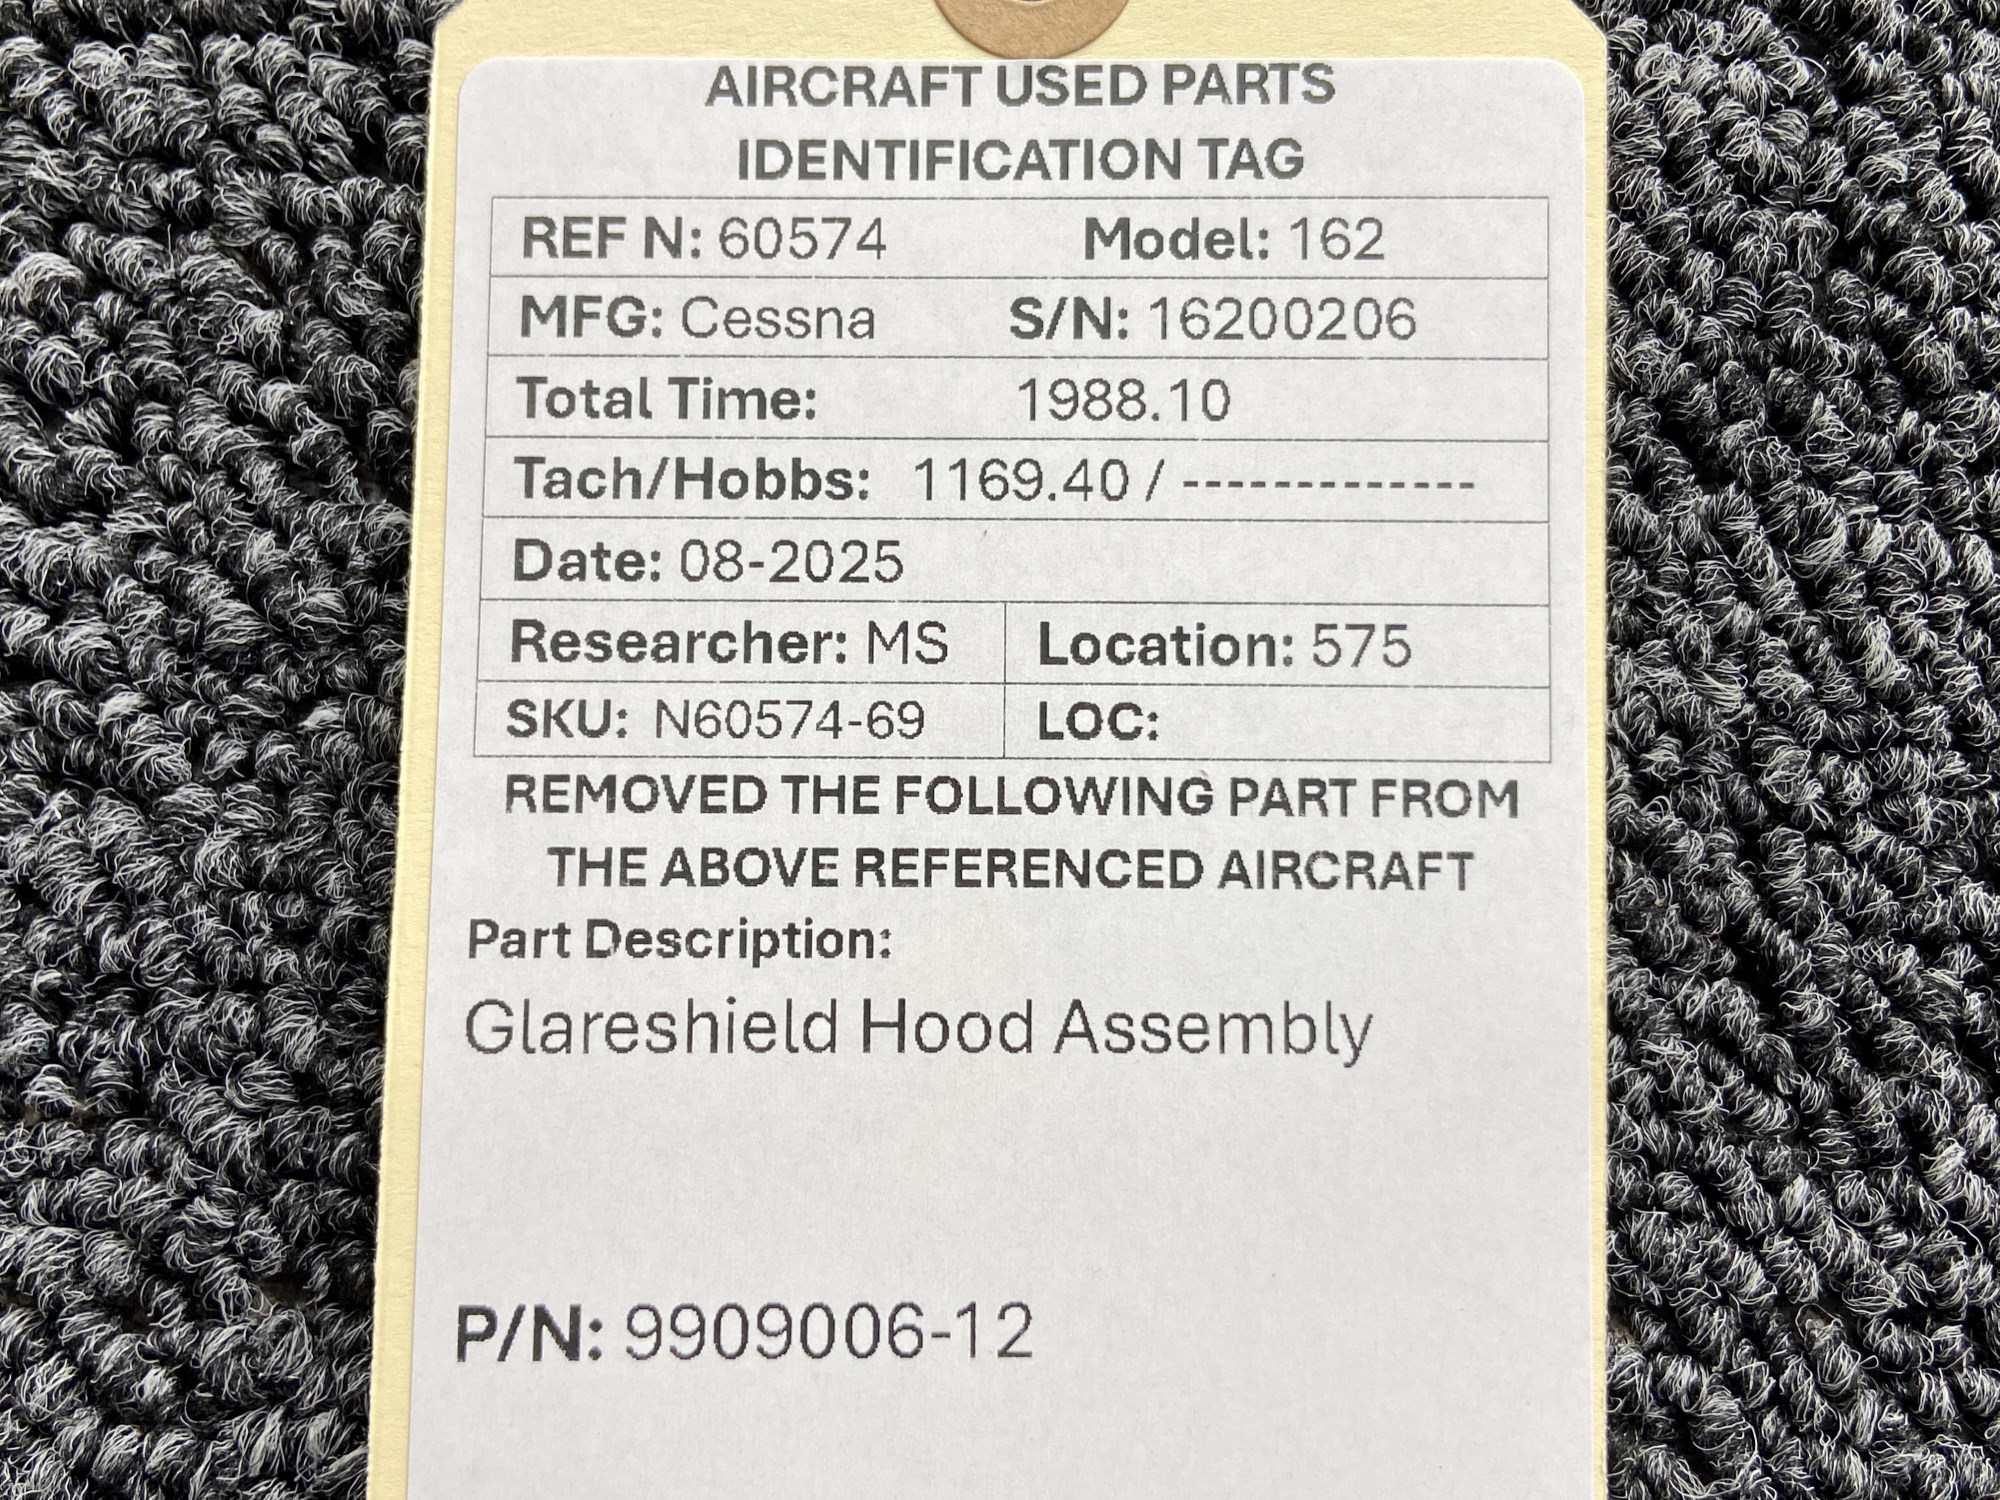 AIRCRAFT USED PARTS
IDENTIFICATION TAG
REF N: 60574 Model: 162
MFG: Cessna S/N: 16200206
Total Time: 1988.10
Tach/Hobbs: 1169.40 / -------------
Date: 08-2025
Researcher: MS Location: 575
SKU: N60574-69 LOC:
REMOVED THE FOLLOWING PART FROM
THE ABOVE REFERENCED AIRCRAFT
Part Description:
Glareshield Hood Assembly
P/N: 9909006-12